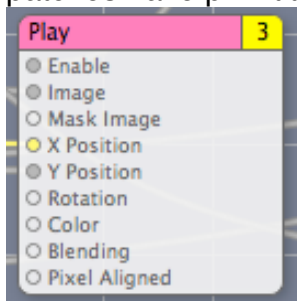 Play 3
Enable
Image
Mask Image
X Position
Y Position
Rotation
Color
Blending
Pixel Aligned